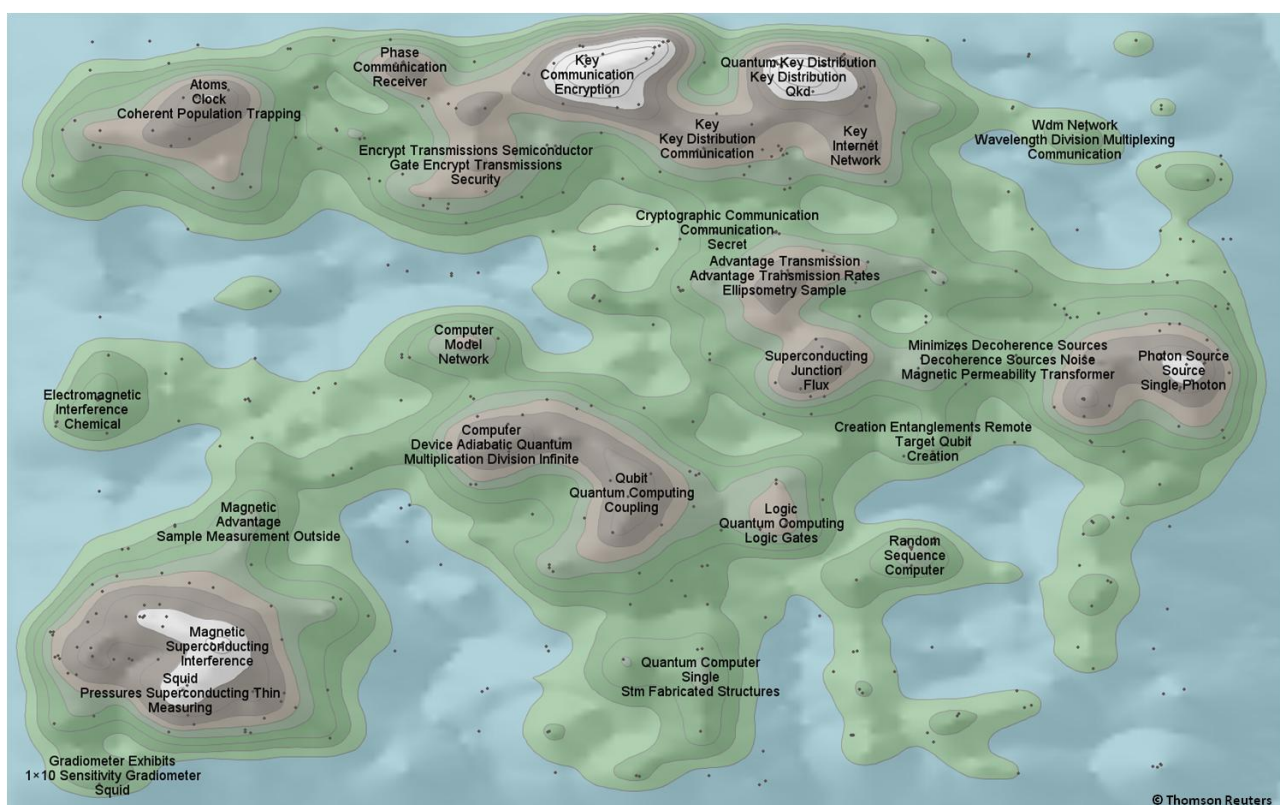 Phase
Communication
Receiver
Key
Communication
Encryption
Quantum Key Distribution
Key Distribution
Qkd
Atoms
Clock
Coherent Population Trapping
Key
Key Distribution
Communication
Key
Internet
Network
Wdm Network
Wavelength Division Multiplexing
Communication
Encrypt Transmissions Semiconductor
Gate Encrypt Transmissions
Security
Cryptographic Communication
Communication
Secret
Advantage Transmission
Advantage Transmission Rates
Ellipsometry Sample
Computer
Model
Network
Superconducting
Junction
Flux
Minimizes Decoherence Sources
Decoherence Sources Noise
Magnetic Permeability Transformer
Photon Source
Source
Single Photon
Electromagnetic
Interference
Chemical
Computer
Device Adiabatic Quantum
Multiplication Division Infinite
Creation Entanglements Remote
Target Qubit
Creation
Qubit
Quantum Computing
Coupling
Magnetic
Advantage
Sample Measurement Outside
Logic
Quantum Computing
Logic Gates
Random
Sequence
Computer
Magnetic
Superconducting
Interference
Squid
Pressures Superconducting Thin
Measuring
Quantum Computer
Single
Stm Fabricated Structures
Gradiometer Exhibits
1×10 Sensitivity Gradiometer
Squid
© Thomson Reuters